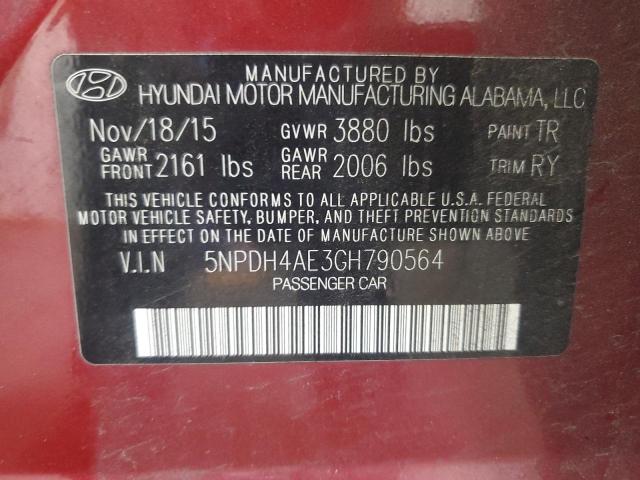 MANUFACTURED BY
HYUNDAI MOTOR MANUFACTURING ALABAMA, LLC
Nov/18/15 GVWR 3880 lbs PAINT TR
GAWR FRONT 2161 lbs GAWR REAR 2006 lbs TRIM RY
THIS VEHICLE CONFORMS TO ALL APPLICABLE U.S.A. FEDERAL
MOTOR VEHICLE SAFETY, BUMPER, AND THEFT PREVENTION STANDARDS
IN EFFECT ON THE DATE OF MANUFACTURE SHOWN ABOVE.
V.I.N 5NPDH4AE3GH790564
PASSENGER CAR